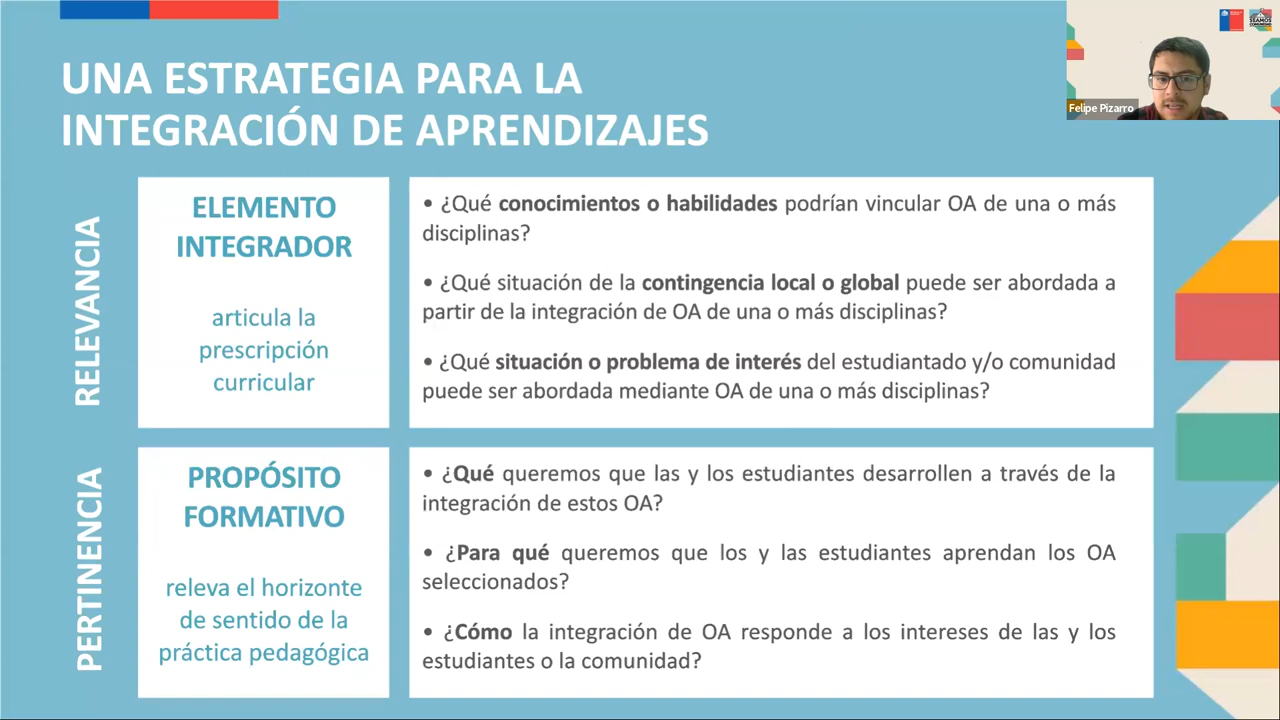 UNA ESTRATEGIA PARA LA
INTEGRACIÓN DE APRENDIZAJES
Felipe Pizarro
SEAMOS
COMUNIDAD
RELEVANCIA
ELEMENTO
INTEGRADOR
articula la
prescripción
curricular
• ¿Qué conocimientos o habilidades podrían vincular OA de una o más
disciplinas?
• ¿Qué situación de la contingencia local o global puede ser abordada a
partir de la integración de OA de una o más disciplinas?
• ¿Qué situación o problema de interés del estudiantado y/o comunidad
puede ser abordada mediante OA de una o más disciplinas?
PERTINENCIA
PROPÓSITO
FORMATIVO
releva el horizonte
de sentido de la
práctica pedagógica
• ¿Qué queremos que las y los estudiantes desarrollen a través de la
integración de estos OA?
• ¿Para qué queremos que los y las estudiantes aprendan los OA
seleccionados?
• ¿Cómo la integración de OA responde a los intereses de las y los
estudiantes o la comunidad?